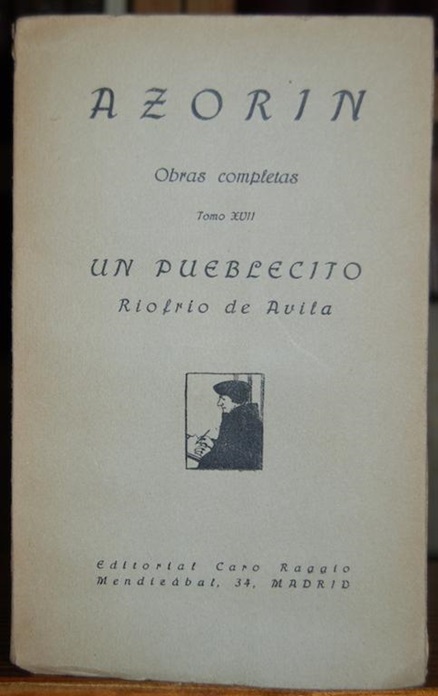 AZORIN
Obras completas
Tomo XVII
UN PUEBLECITO
Riofrio de Avila
Editorial Caro Raggio
Mendizábal, 34, MADRID